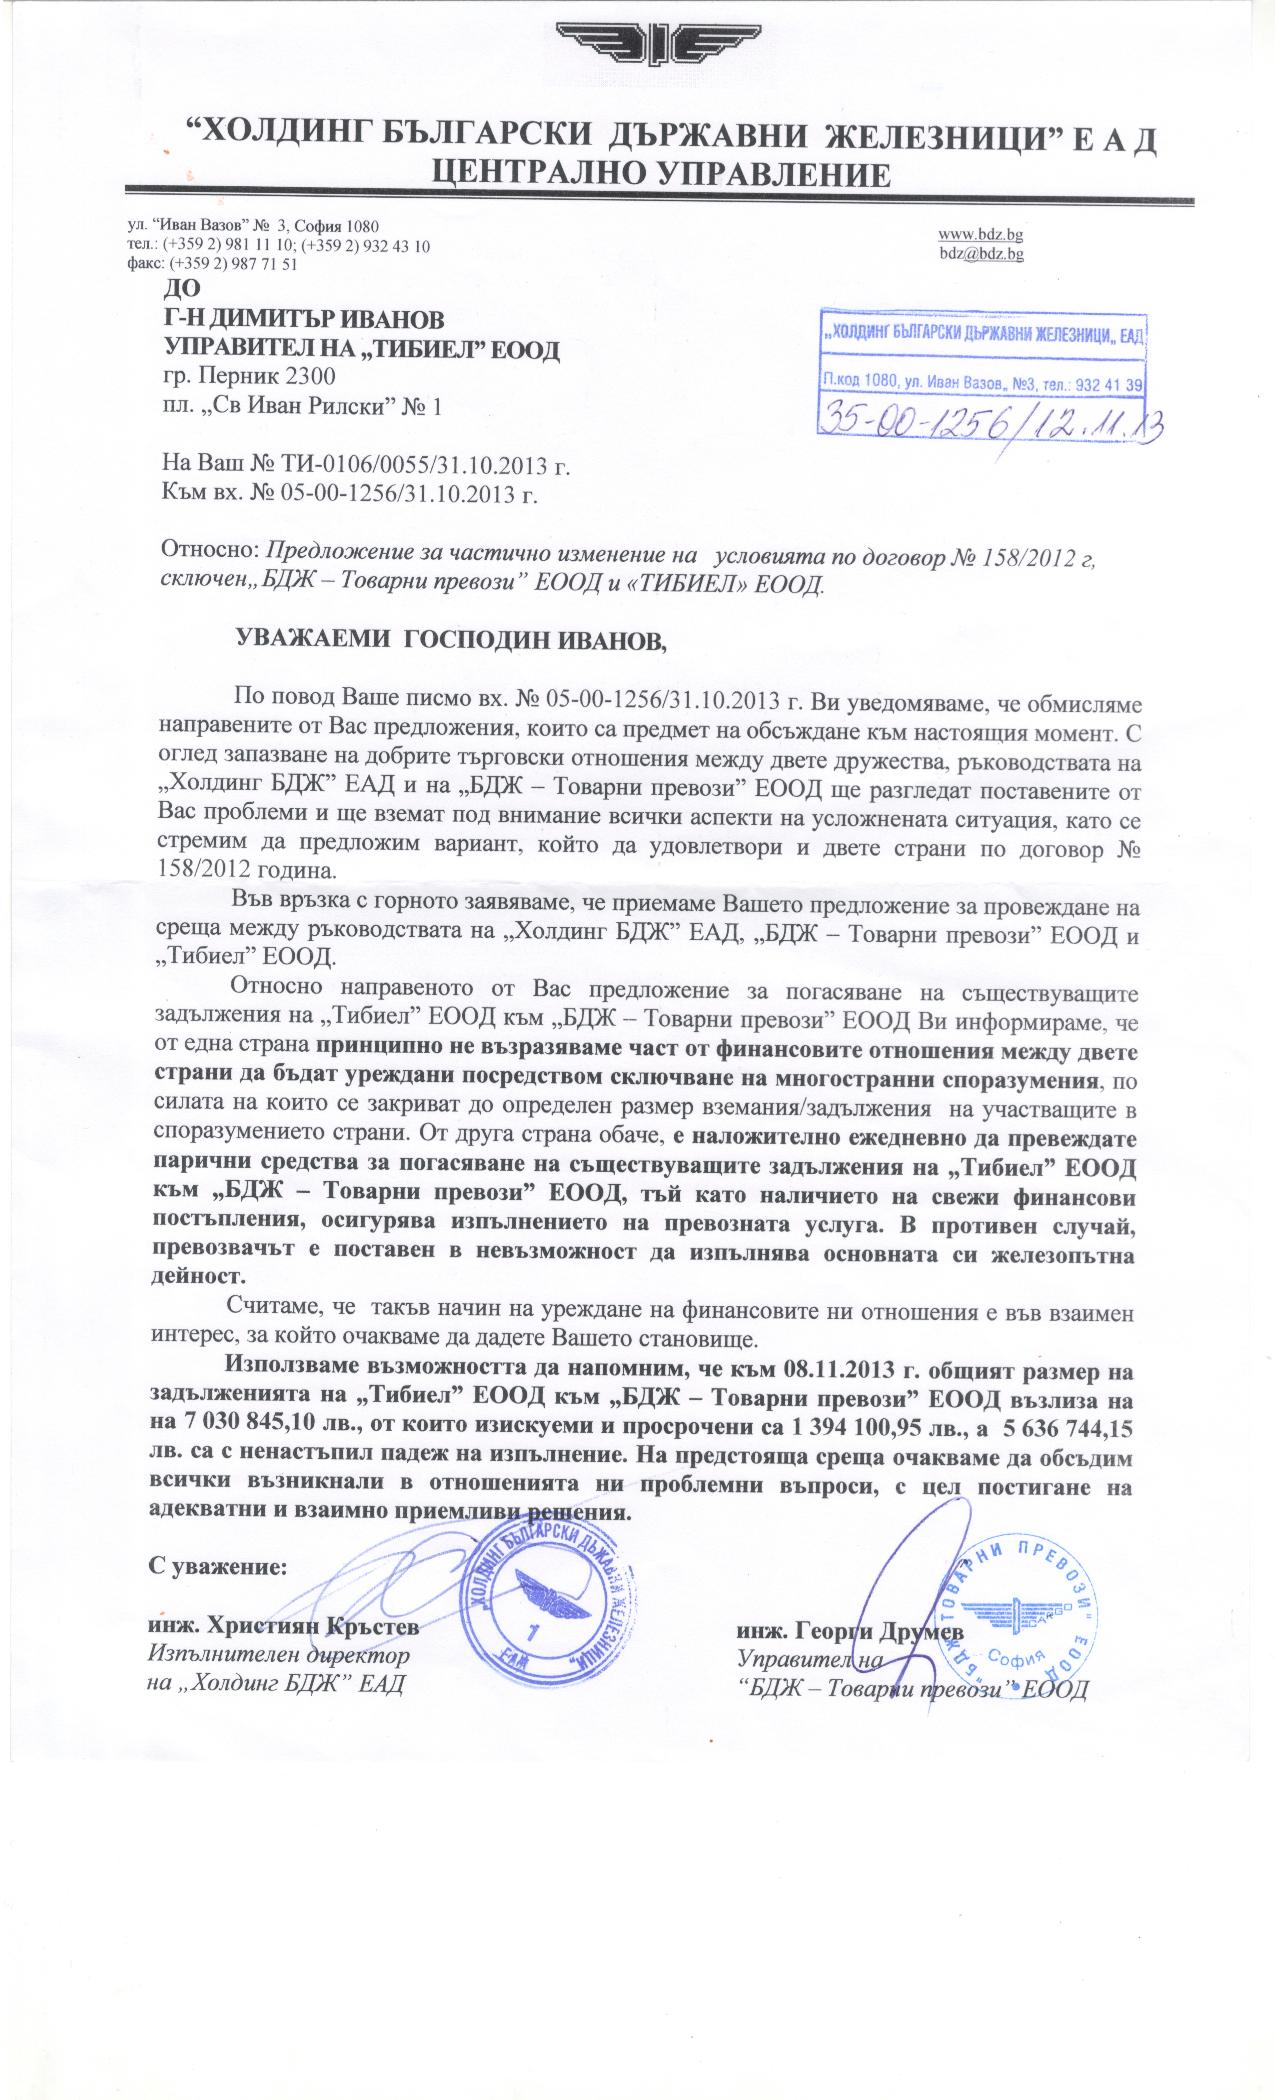 “ХОЛДИНГ БЪЛГАРСКИ ДЪРЖАВНИ ЖЕЛЕЗНИЦИ” Е А Д
ЦЕНТРАЛНО УПРАВЛЕНИЕ
ул. “Иван Вазов” № 3, София 1080
тел.: (+359 2) 981 11 10; (+359 2) 932 43 10
факс: (+359 2) 987 71 51
www.bdz.bg
bdz@bdz.bg
ДО
Г-Н ДИМИТЪР ИВАНОВ
УПРАВИТЕЛ НА „ТИБИЕЛ” ЕООД
гр. Перник 2300
пл. „Св Иван Рилски” № 1
„ХОЛДИНГ БЪЛГАРСКИ ДЪРЖАВНИ ЖЕЛЕЗНИЦИ„ ЕАД
П.код 1080, ул. Иван Вазов„ №3, тел.: 932 41 39
35-00-1256/12.11.13
На Ваш № ТИ-0106/0055/31.10.2013 г.
Към вх. № 05-00-1256/31.10.2013 г.
Относно: Предложение за частично изменение на условията по договор № 158/2012 г,
сключен„ БДЖ – Товарни превози” ЕООД и «ТИБИЕЛ» ЕООД.
УВАЖАЕМИ ГОСПОДИН ИВАНОВ,
По повод Ваше писмо вх. № 05-00-1256/31.10.2013 г. Ви уведомяваме, че обмисляме
направените от Вас предложения, които са предмет на обсъждане към настоящия момент. С
оглед запазване на добрите търговски отношения между двете дружества, ръководствата на
„Холдинг БДЖ” ЕАД и на „БДЖ – Товарни превози” ЕООД ще разгледат поставените от
Вас проблеми и ще вземат под внимание всички аспекти на усложнената ситуация, като се
стремим да предложим вариант, който да удовлетвори и двете страни по договор №
158/2012 година.
Във връзка с горното заявяваме, че приемаме Вашето предложение за провеждане на
среща между ръководствата на „Холдинг БДЖ” ЕАД, „БДЖ – Товарни превози” ЕООД и
„Тибиел” ЕООД.
Относно направеното от Вас предложение за погасяване на съществуващите
задължения на „Тибиел” ЕООД към „БДЖ – Товарни превози” ЕООД Ви информираме, че
от една страна принципно не възразяваме част от финансовите отношения между двете
страни да бъдат уреждани посредством сключване на многостранни споразумения, по
силата на които се закриват до определен размер вземания/задължения на участващите в
споразумението страни. От друга страна обаче, е наложително ежедневно да превеждате
парични средства за погасяване на съществуващите задължения на „Тибиел” ЕООД
към „БДЖ – Товарни превози” ЕООД, тъй като наличието на свежи финансови
постъпления, осигурява изпълнението на превозната услуга. В противен случай,
превозвачът е поставен в невъзможност да изпълнява основната си железопътна
дейност.
Считаме, че такъв начин на уреждане на финансовите ни отношения е във взаимен
интерес, за който очакваме да дадете Вашето становище.
Използваме възможността да напомним, че към 08.11.2013 г. общият размер на
задълженията на „Тибиел” ЕООД към „БДЖ – Товарни превози” ЕООД възлиза на
на 7 030 845,10 лв., от които изискуеми и просрочени са 1 394 100,95 лв., а 5 636 744,15
лв. са с ненастъпил падеж на изпълнение. На предстояща среща очакваме да обсъдим
всички възникнали в отношенията ни проблемни въпроси, с цел постигане на
адекватни и взаимно приемливи решения.
С уважение:
инж. Християн Кръстев
Изпълнителен директор
на „Холдинг БДЖ” ЕАД
„ХОЛДИНГ БЪЛГАРСКИ ДЪЖАВНИ ЖЕЛЕЗНИЦИ„
ЕАД
1
инж. Георги Друмев
Управител на
“БДЖ – Товарни превози” ЕООД
“БДЖ ТОВАРНИ ПРЕВОЗИ” ЕООД
CARGO
София